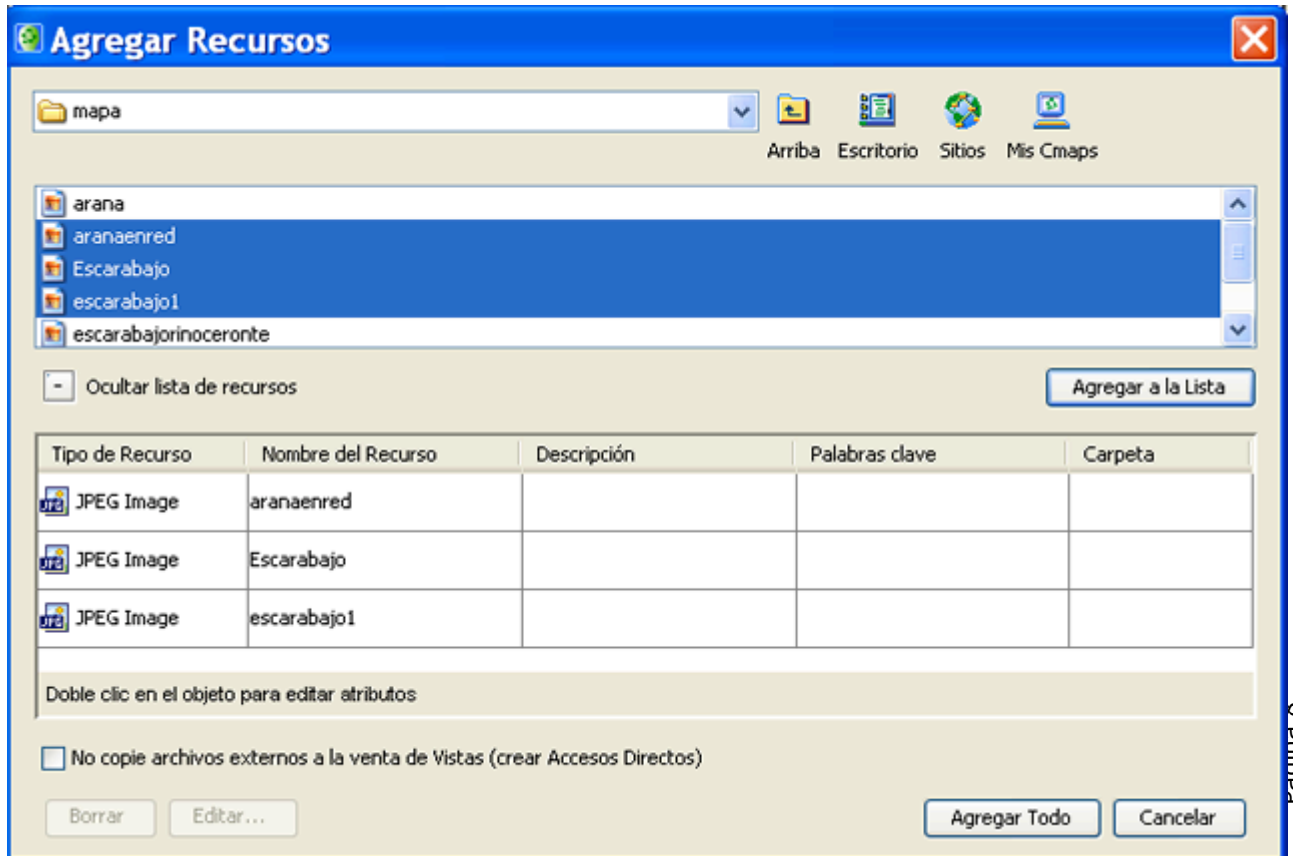 Agregar Recursos
mapa
Arriba Escritorio Sitios Mis Cmaps
arana
aranaenred
Escarabajo
escarabajo1
escarabajorinoceronte
- Ocultar lista de recursos Agregar a la Lista
Tipo de Recurso Nombre del Recurso Descripción Palabras clave Carpeta
JPEG Image aranaenred
JPEG Image Escarabajo
JPEG Image escarabajo1
Doble clic en el objeto para editar atributos
No copie archivos externos a la venta de Vistas (crear Accesos Directos)
Borrar Editar... Agregar Todo Cancelar